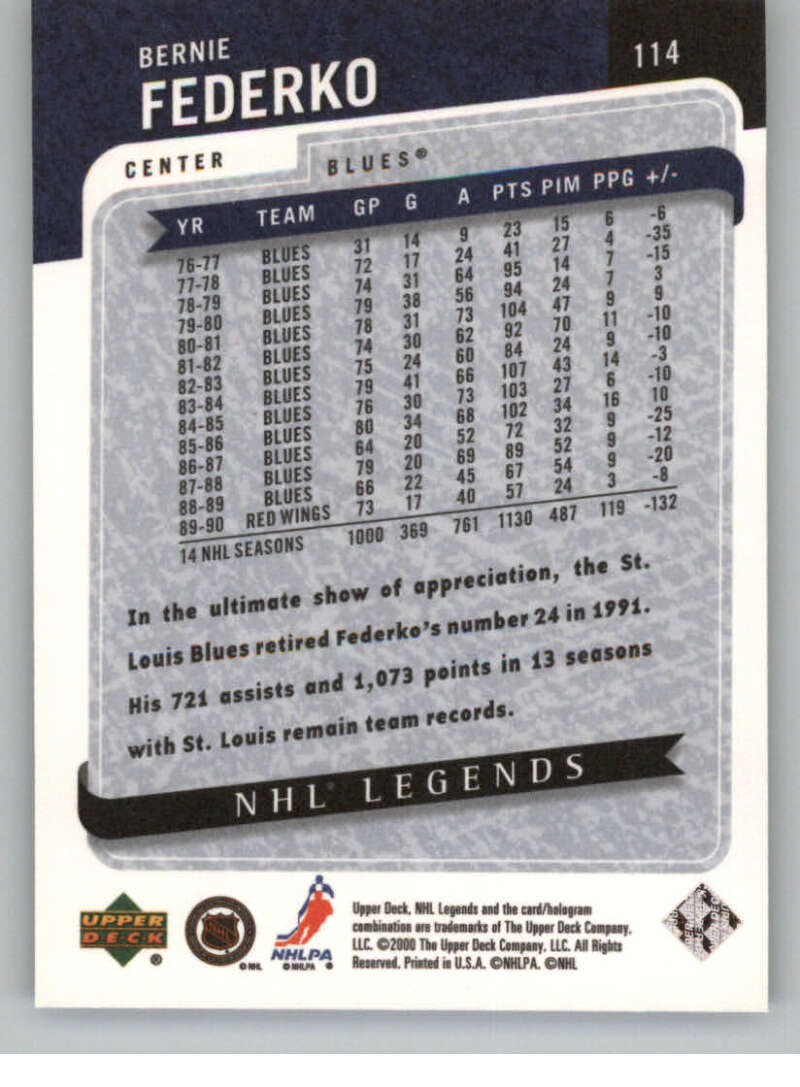 BERNIE
FEDERKO
114
CENTER
BLUES®
YR TEAM GP G A PTS PIM PPG +/-
76-77 BLUES 31 14 9 23 15 6 -6
77-78 BLUES 72 17 24 41 27 4 -35
78-79 BLUES 74 31 64 95 14 7 -15
79-80 BLUES 79 38 56 94 24 7 3
80-81 BLUES 78 31 73 104 47 9 9
81-82 BLUES 74 30 62 92 70 11 -10
82-83 BLUES 75 24 60 84 24 9 -10
83-84 BLUES 79 41 66 107 43 14 -3
84-85 BLUES 76 30 73 103 27 6 -10
85-86 BLUES 80 34 68 102 34 16 10
86-87 BLUES 64 20 52 72 32 9 -25
87-88 BLUES 79 20 69 89 52 9 -12
88-89 BLUES 66 22 45 67 54 9 -20
89-90 RED WINGS 73 17 40 57 24 3 -8
14 NHL SEASONS 1000 369 761 1130 487 119 -132
In the ultimate show of appreciation, the St.
Louis Blues retired Federko's number 24 in 1991.
His 721 assists and 1,073 points in 13 seasons
with St. Louis remain team records.
NHL® LEGENDS
UPPER
DECK ®
NHL
©NHL
NHLPA
©NHLPA ®
Upper Deck, NHL Legends and the card/hologram
combination are trademarks of The Upper Deck Company,
LLC. ©2000 The Upper Deck Company, LLC. All Rights
Reserved. Printed in U.S.A. ©NHLPA. ©NHL